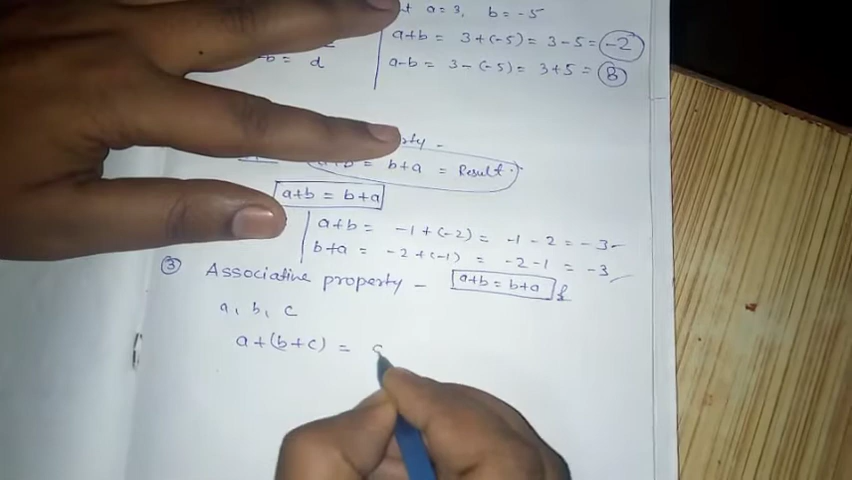 a=3, b=-5
a+b = 3+(-5) = 3-5 = -2
-b = d
a-b = 3-(-5) = 3+5 = 8
= b+a = Result.
a+b = b+a
a+b = -1+(-2) = -1-2 = -3
b+a = -2+(-1) = -2-1 = -3
③ Associative property - a+b=b+a
a, b, c
a+(b+c) =